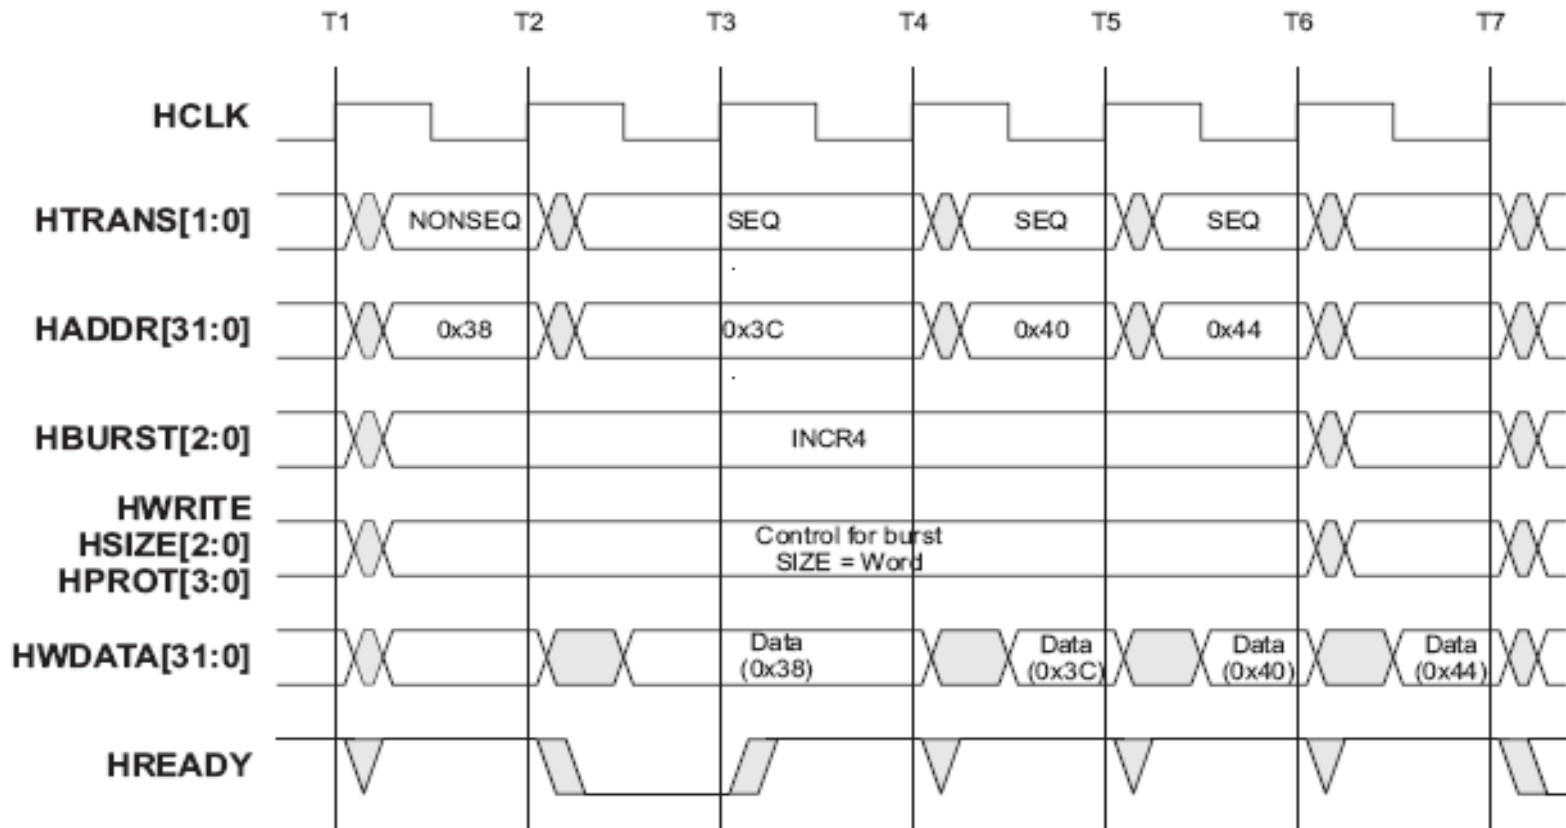 T1 T2 T3 T4 T5 T6 T7
HCLK
HTRANS[1:0] NONSEQ SEQ SEQ SEQ
HADDR[31:0] 0x38 0x3C 0x40 0x44
HBURST[2:0] INCR4
HWRITE
HSIZE[2:0]
HPROT[3:0]
Control for burst
SIZE = Word
HWDATA[31:0]
Data
(0x38)
Data
(0x3C)
Data
(0x40)
Data
(0x44)
HREADY